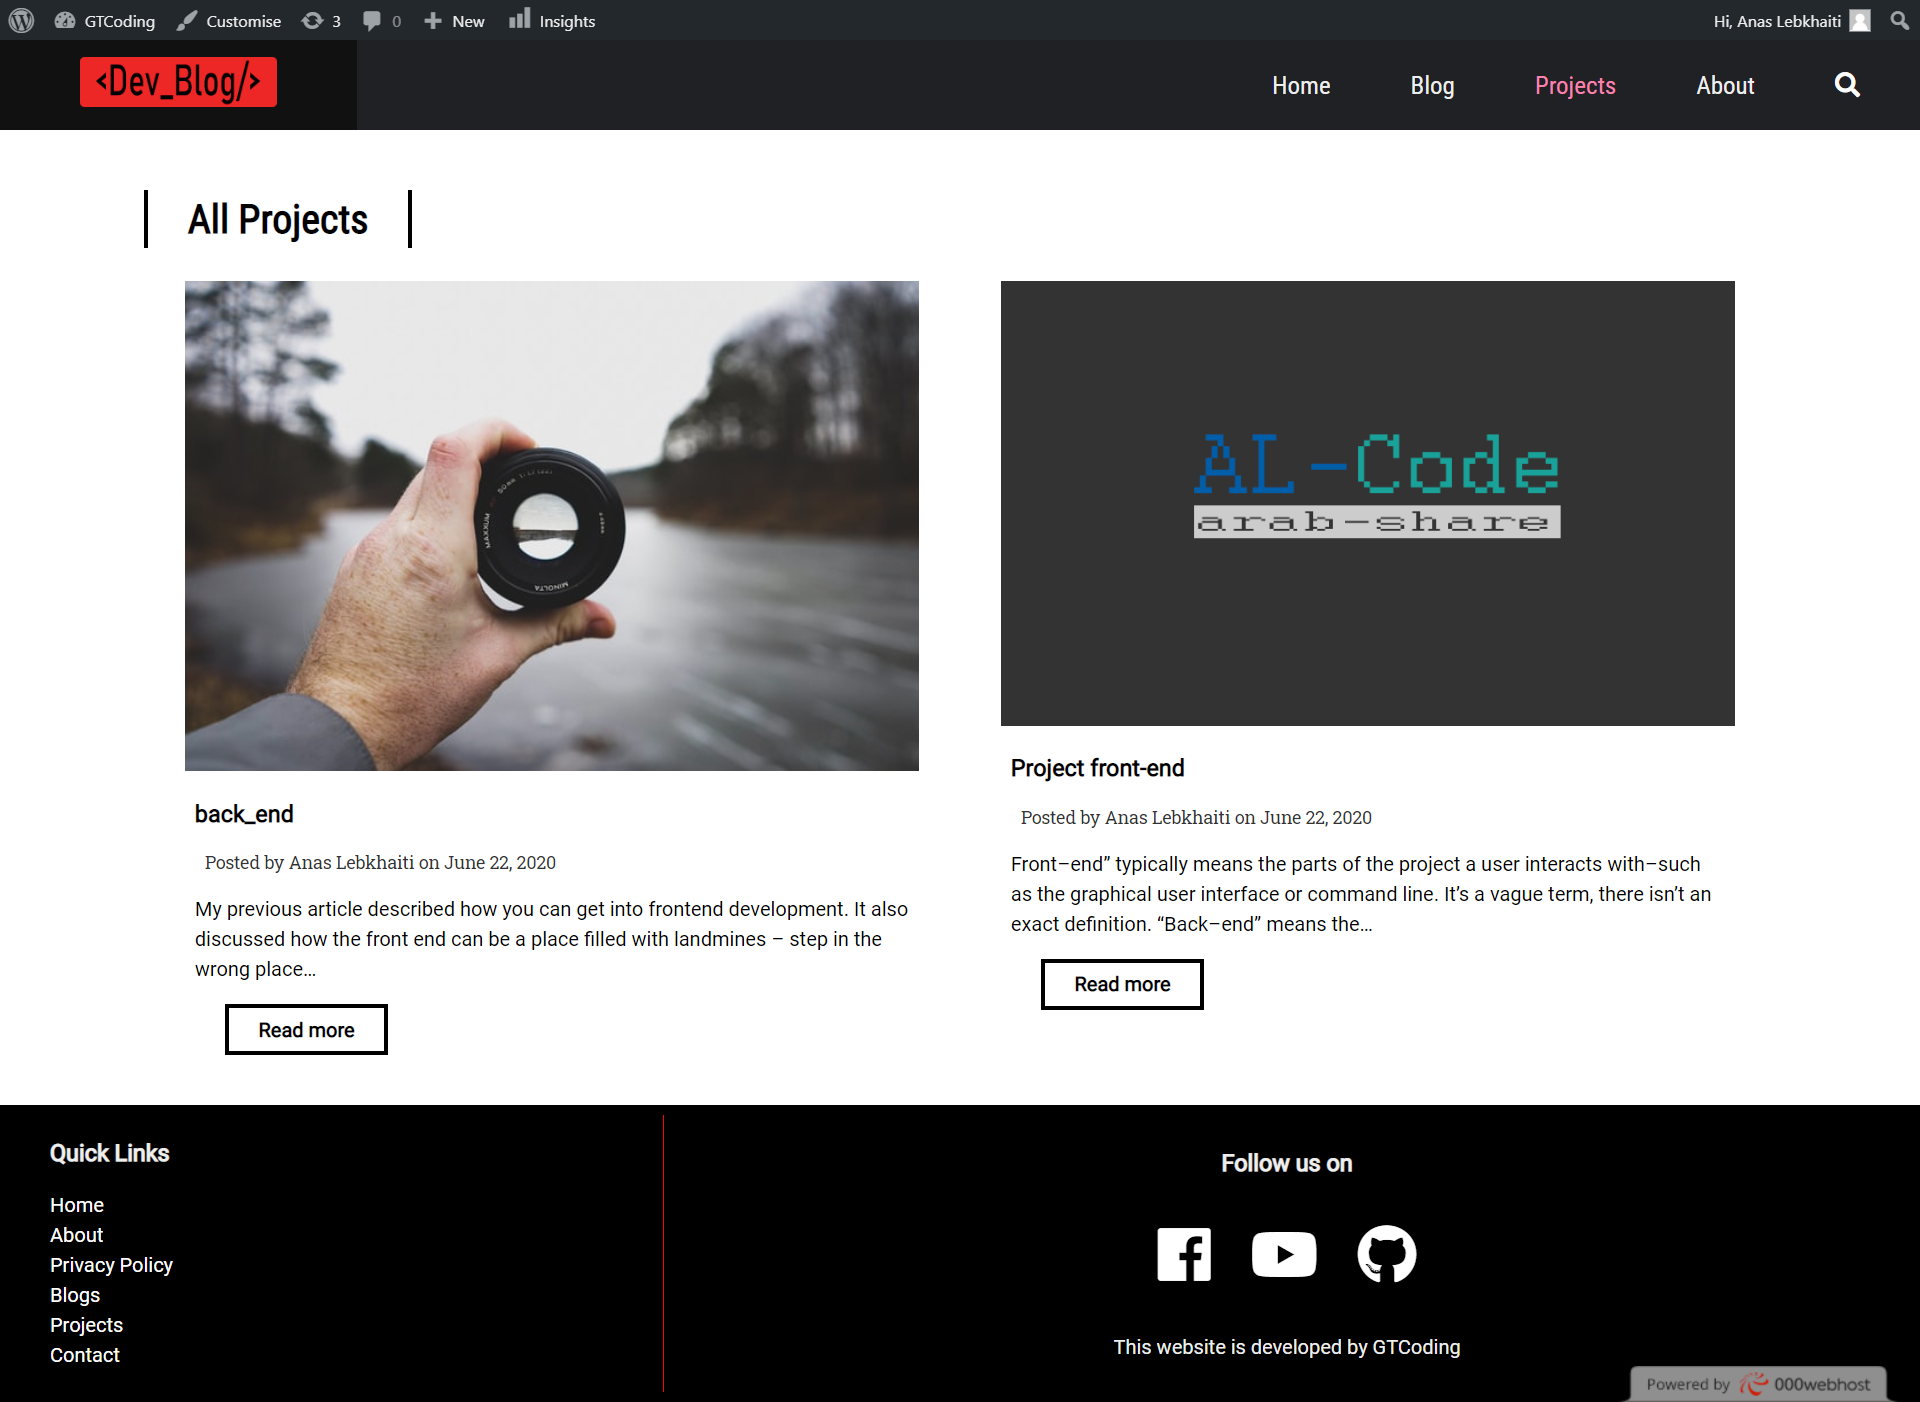 GTCoding Customise 3 0 New Insights Hi, Anas Lebkhaiti
<Dev_Blog/>
Home Blog Projects About
All Projects
50mm
MAXXUM
MINOLTA
AL-Code
arab-share
back_end
Posted by Anas Lebkhaiti on June 22, 2020
My previous article described how you can get into frontend development. It also
discussed how the front end can be a place filled with landmines – step in the
wrong place…
Read more
Project front-end
Posted by Anas Lebkhaiti on June 22, 2020
Front–end” typically means the parts of the project a user interacts with–such
as the graphical user interface or command line. It’s a vague term, there isn’t an
exact definition. “Back–end” means the…
Read more
Quick Links
Home
About
Privacy Policy
Blogs
Projects
Contact
Follow us on
This website is developed by GTCoding
Powered by 000webhost